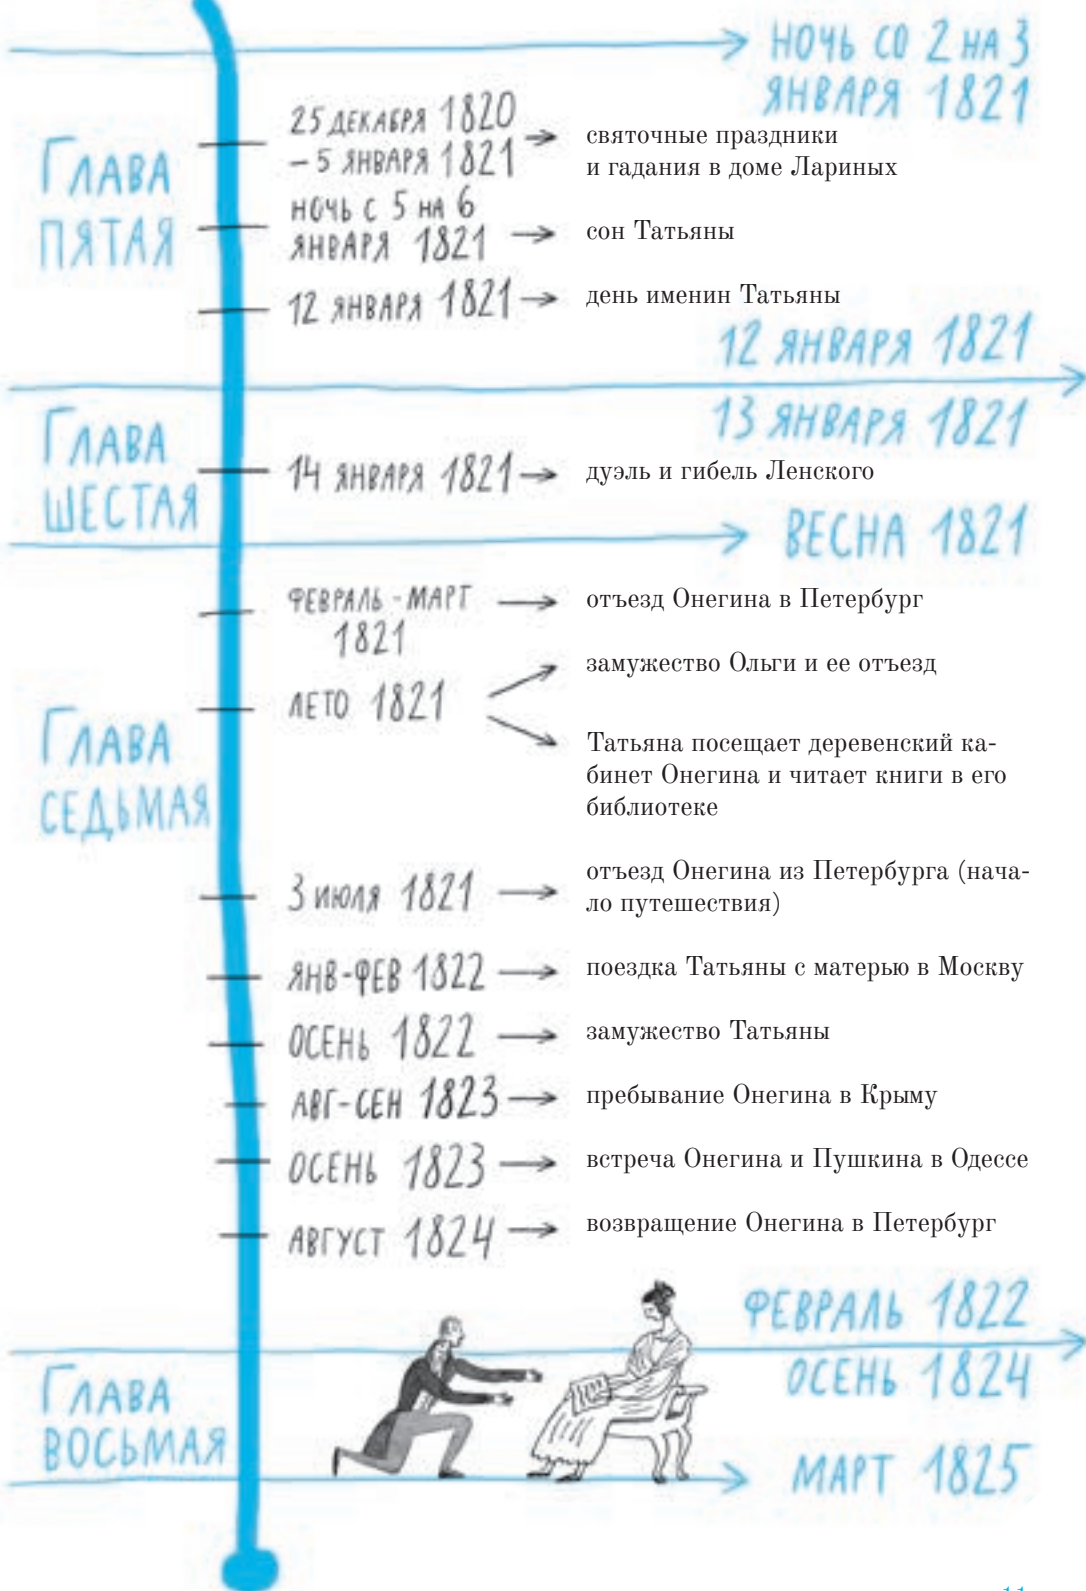 НОЧЬ СО 2 НА 3
ЯНВАРЯ 1821
ГЛАВА
ПЯТАЯ
25 ДЕКАБРЯ 1820
– 5 ЯНВАРЯ 1821
святочные праздники
и гадания в доме Лариных
НОЧЬ С 5 НА 6
ЯНВАРЯ 1821
сон Татьяны
12 ЯНВАРЯ 1821
день именин Татьяны
12 ЯНВАРЯ 1821
ГЛАВА
ШЕСТАЯ
13 ЯНВАРЯ 1821
14 ЯНВАРЯ 1821
дуэль и гибель Ленского
ВЕСНА 1821
ГЛАВА
СЕДЬМАЯ
ФЕВРАЛЬ - МАРТ
1821
отъезд Онегина в Петербург
ЛЕТО 1821
замужество Ольги и ее отъезд
Татьяна посещает деревенский ка-
бинет Онегина и читает книги в его
библиотеке
3 ИЮЛЯ 1821
отъезд Онегина из Петербурга (нача-
ло путешествия)
ЯНВ-ФЕВ 1822
поездка Татьяны с матерью в Москву
ОСЕНЬ 1822
замужество Татьяны
АВГ-СЕН 1823
пребывание Онегина в Крыму
ОСЕНЬ 1823
встреча Онегина и Пушкина в Одессе
АВГУСТ 1824
возвращение Онегина в Петербург
ФЕВРАЛЬ 1822
ГЛАВА
ВОСЬМАЯ
ОСЕНЬ 1824
МАРТ 1825